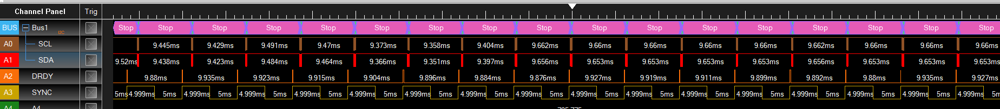 Channel Panel Trig
BUS Bus1 I2C Stop Stop Stop Stop Stop Stop Stop Stop Stop Stop Stop Stop Stop Stop Stop Stop Stop
A0 SCL 9.445ms 9.429ms 9.491ms 9.47ms 9.373ms 9.358ms 9.404ms 9.662ms 9.66ms 9.66ms 9.66ms 9.66ms 9.662ms 9.66ms 9.66ms 9.66ms
A1 SDA 9.52ms 9.438ms 9.423ms 9.484ms 9.464ms 9.366ms 9.351ms 9.397ms 9.656ms 9.653ms 9.653ms 9.653ms 9.653ms 9.656ms 9.653ms 9.653ms 9.653ms
A2 DRDY 9.88ms 9.935ms 9.923ms 9.915ms 9.904ms 9.896ms 9.884ms 9.876ms 9.927ms 9.919ms 9.911ms 9.899ms 9.892ms 9.88ms 9.935ms 9.927ms
A3 SYNC 5ms 4.999ms 5ms 4.999ms 5ms 4.999ms 5ms 4.999ms 5ms 4.999ms 5ms 4.999ms 5ms 4.999ms 5ms 4.999ms 5ms 4.999ms 5ms 4.999ms 5ms 4.999ms 5ms 4.999ms 5ms 4.999ms 5ms 4.999ms 5ms 4.999ms 5ms 4.999ms 5ms